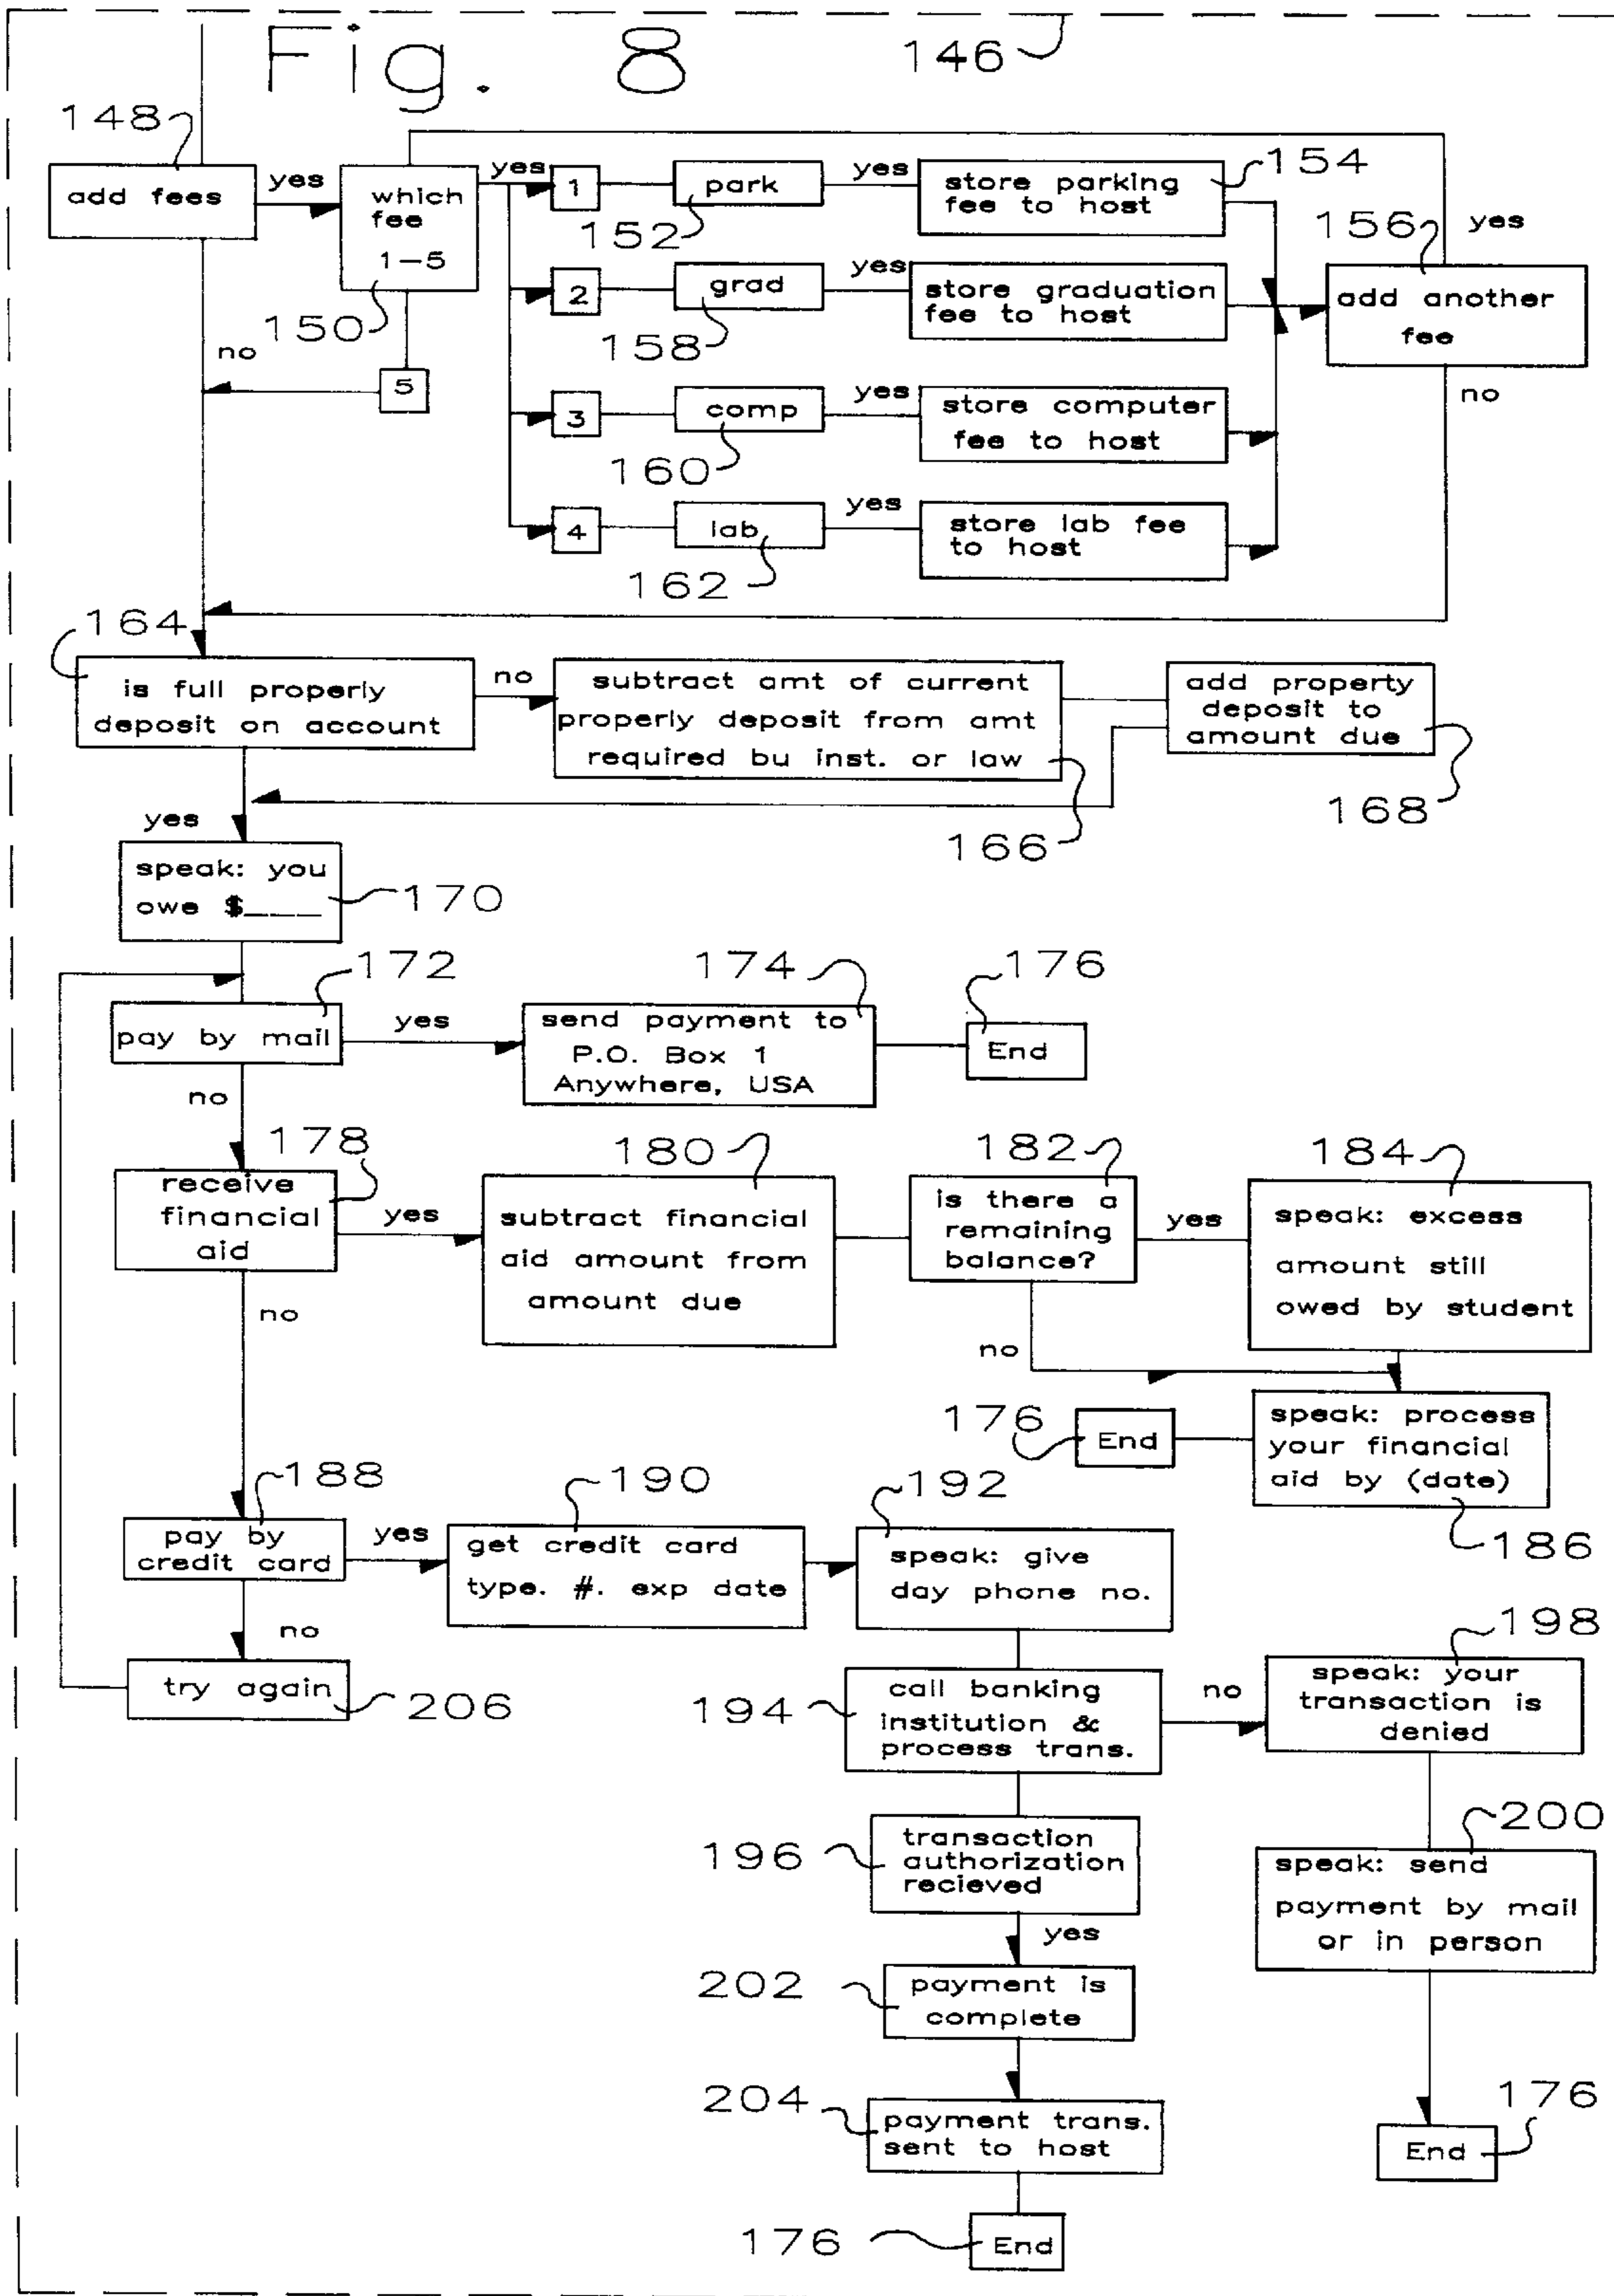 Fig. 8
146
148
add fees
yes
which
fee
1-5
150
yes
1
park
152
yes
store parking
fee to host
154
2
grad
158
yes
store graduation
fee to host
156
yes
add another
fee
no
no
5
3
comp
160
yes
store computer
fee to host
4
lab
162
yes
store lab fee
to host
164
is full properly
deposit on account
no
subtract amt of current
properly deposit from amt
required bu inst. or law
166
add property
deposit to
amount due
168
yes
speak: you
owe $____
170
172
pay by mail
yes
174
send payment to
P.O. Box 1
Anywhere, USA
176
End
no
178
receive
financial
aid
yes
180
subtract financial
aid amount from
amount due
182
is there a
remaining
balance?
yes
184
speak: excess
amount still
owed by student
no
no
176
End
speak: process
your financial
aid by (date)
186
188
pay by
credit card
yes
190
get credit card
type. #. exp date
192
speak: give
day phone no.
no
try again
206
194
call banking
institution &
process trans.
no
198
speak: your
transaction is
denied
196
transaction
authorization
recieved
200
speak: send
payment by mail
or in person
yes
202
payment is
complete
204
payment trans.
sent to host
176
End
176
End